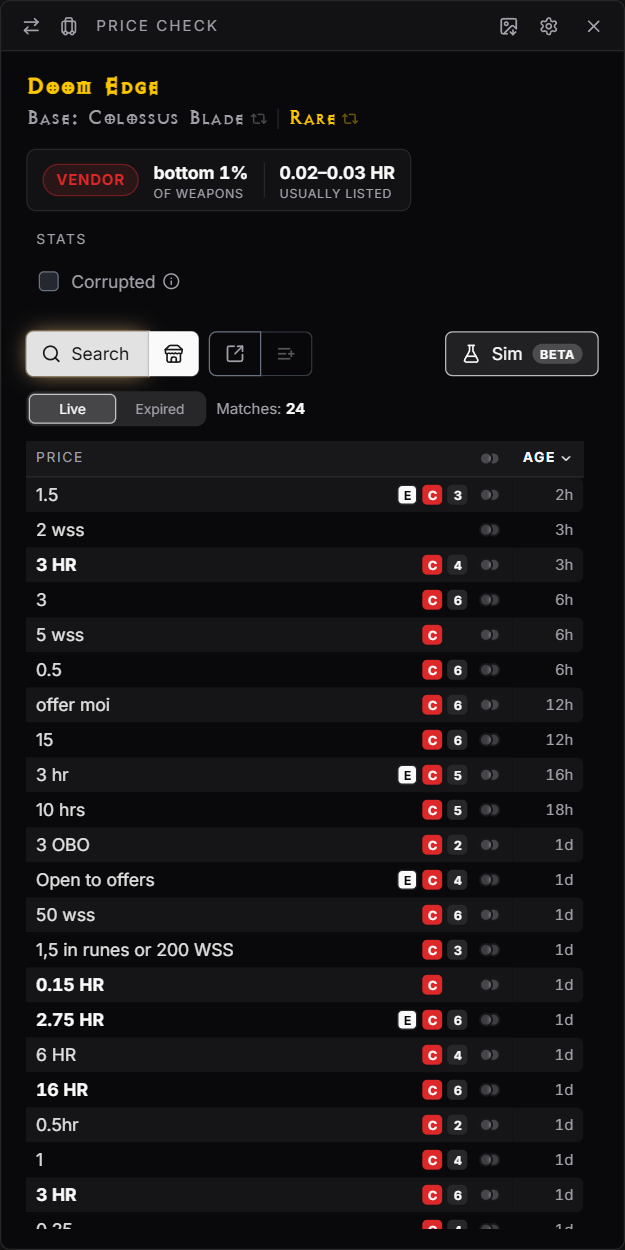 PRICE CHECK
Doom Edge
Base: Colossus Blade Rare
VENDOR bottom 1% OF WEAPONS 0.02–0.03 HR USUALLY LISTED
STATS
Corrupted
Search Sim BETA
Live Expired Matches: 24
PRICE AGE
1.5 E C 3 2h
2 wss 3h
3 HR C 4 3h
3 C 6 6h
5 wss C 6h
0.5 C 6 6h
offer moi C 6 12h
15 C 6 12h
3 hr E C 5 16h
10 hrs C 5 18h
3 OBO C 2 1d
Open to offers E C 4 1d
50 wss C 6 1d
1,5 in runes or 200 WSS C 3 1d
0.15 HR C 1d
2.75 HR E C 6 1d
6 HR C 4 1d
16 HR C 6 1d
0.5hr C 2 1d
1 C 4 1d
3 HR C 6 1d